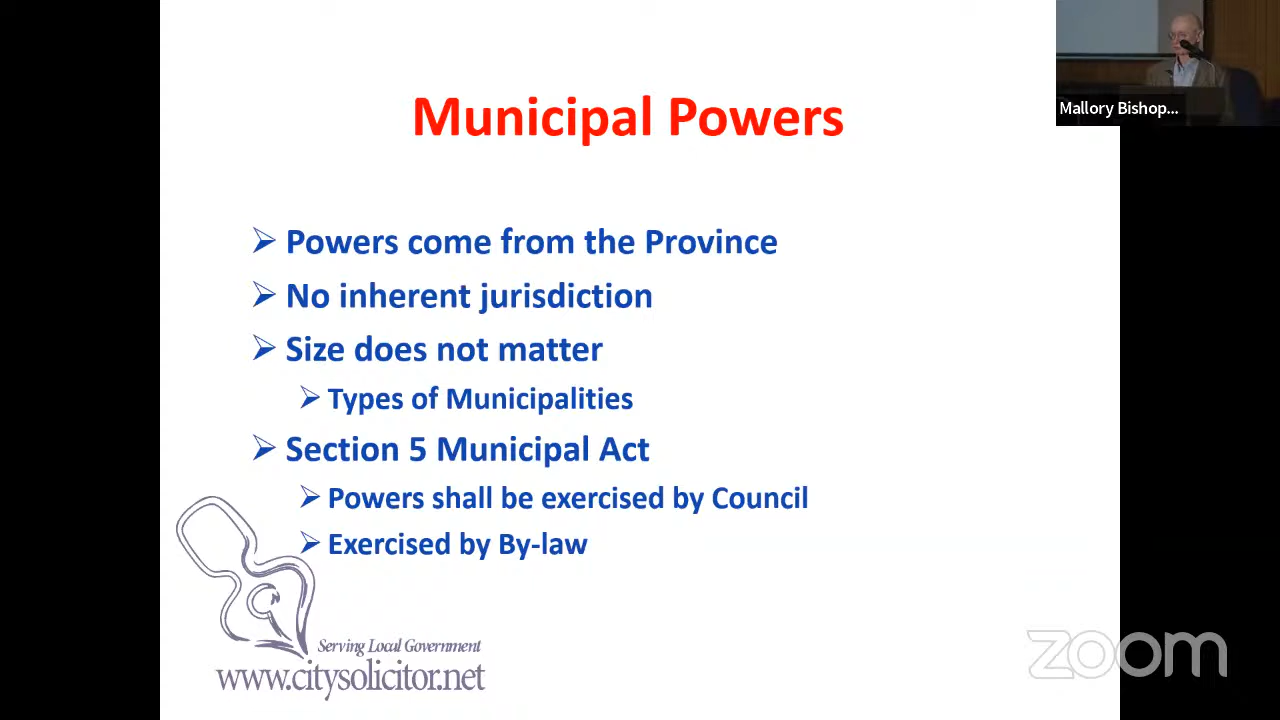 Municipal Powers
Mallory Bishop...
Powers come from the Province
No inherent jurisdiction
Size does not matter
Types of Municipalities
Section 5 Municipal Act
Powers shall be exercised by Council
Exercised by By-law
Serving Local Government
www.citysolicitor.net
zoom